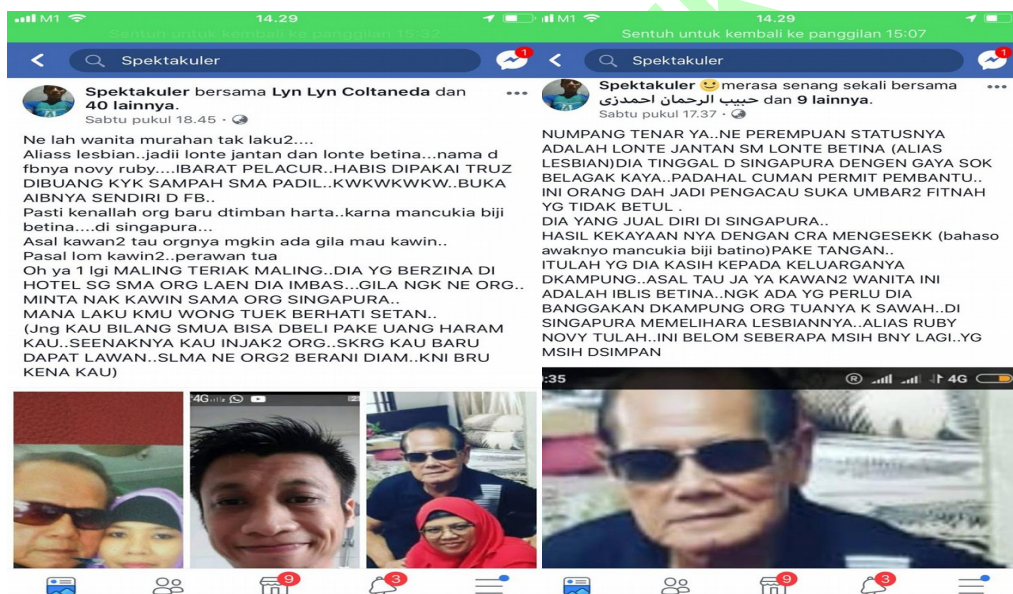 M1
14.29
Sentuh untuk kembali ke panggilan 15:32
Spektakuler
1
Spektakuler bersama Lyn Lyn Coltaneda dan
40 lainnya.
Sabtu pukul 18.45 ·
Ne lah wanita murahan tak laku2....
Aliass lesbian..jadii lonte jantan dan lonte betina...nama d
fbnya novy ruby....IBARAT PELACUR..HABIS DIPAKAI TRUZ
DIBUANG KYK SAMPAH SMA PADIL..KWKWKWKW..BUKA
AIBNYA SENDIRI D FB..
Pasti kenallah org baru dtimban harta..karna mancukia biji
betina....di singapura...
Asal kawan2 tau orgnya mgkin ada gila mau kawin..
Pasal lom kawin2..perawan tua
Oh ya 1 lgi MALING TERIAK MALING..DIA YG BERZINA DI
HOTEL SG SMA ORG LAEN DIA IMBAS...GILA NGK NE ORG..
MINTA NAK KAWIN SAMA ORG SINGAPURA..
MANA LAKU KMU WONG TUEK BERHATI SETAN..
(Jng KAU BILANG SMUA BISA DBELI PAKE UANG HARAM
KAU..SEENAKNYA KAU INJAK2 ORG..SKRG KAU BARU
DAPAT LAWAN..SLMA NE ORG2 BERANI DIAM..KNI BRU
KENA KAU)
4G
9
3
M1
14.29
Sentuh untuk kembali ke panggilan 15:07
Spektakuler
1
Spektakuler merasa senang sekali bersama
حبيب الرحمان احمدزى dan 9 lainnya.
Sabtu pukul 17.37 ·
NUMPANG TENAR YA..NE PEREMPUAN STATUSNYA
ADALAH LONTE JANTAN SM LONTE BETINA (ALIAS
LESBIAN)DIA TINGGAL D SINGAPURA DENGEN GAYA SOK
BELAGAK KAYA..PADAHAL CUMAN PERMIT PEMBANTU..
INI ORANG DAH JADI PENGACAU SUKA UMBAR2 FITNAH
YG TIDAK BETUL .
DIA YANG JUAL DIRI DI SINGAPURA..
HASIL KEKAYAAN NYA DENGAN CRA MENGESEKK (bahaso
awaknyo mancukia biji batino)PAKE TANGAN..
ITULAH YG DIA KASIH KEPADA KELUARGANYA
DKAMPUNG..ASAL TAU JA YA KAWAN2 WANITA INI
ADALAH IBLIS BETINA..NGK ADA YG PERLU DIA
BANGGAKAN DKAMPUNG ORG TUANYA K SAWAH..DI
SINGAPURA MEMELIHARA LESBIANNYA..ALIAS RUBY
NOVY TULAH..INI BELOM SEBERAPA MSIH BNY LAGI..YG
MSIH DSIMPAN
:35
4G
9
3